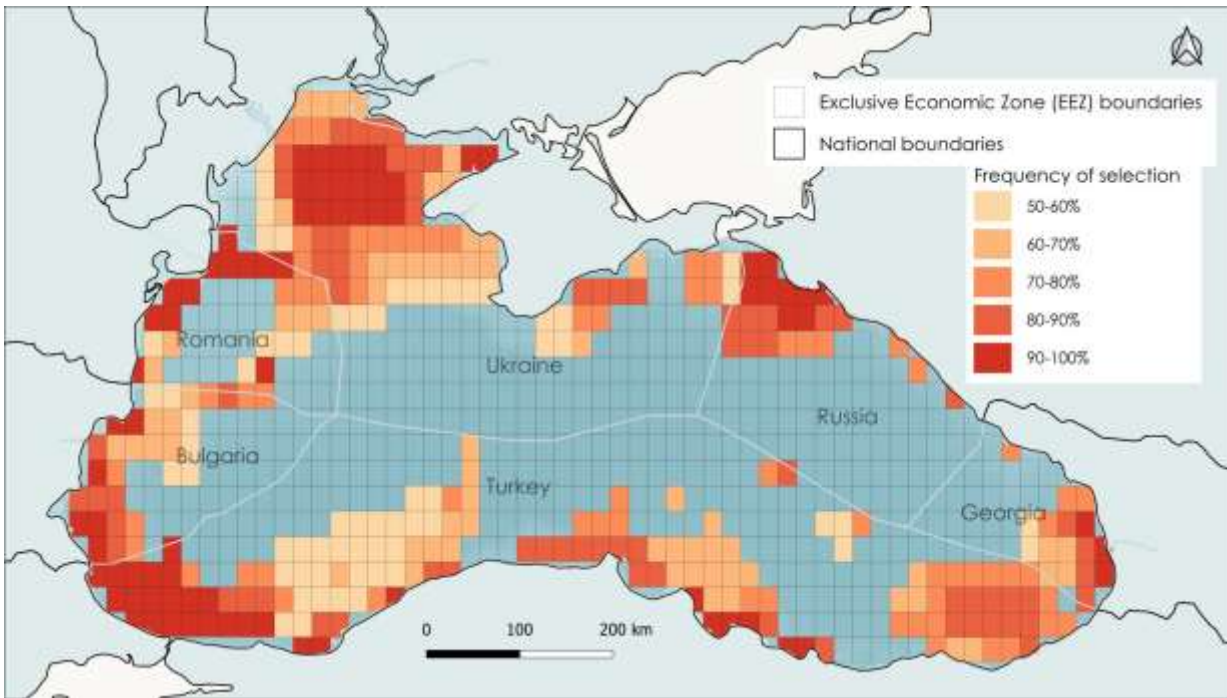 Exclusive Economic Zone (EEZ) boundaries
National boundaries
Frequency of selection
50-60%
60-70%
70-80%
80-90%
90-100%
Romania
Ukraine
Russia
Bulgaria
Turkey
Georgia
0 100 200 km